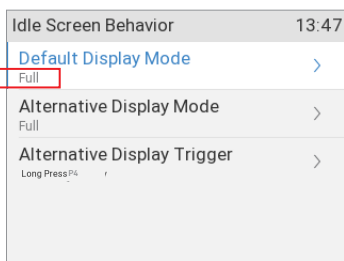 Idle Screen Behavior 13:47
Default Display Mode
Full
Alternative Display Mode
Full
Alternative Display Trigger
Long Press P4